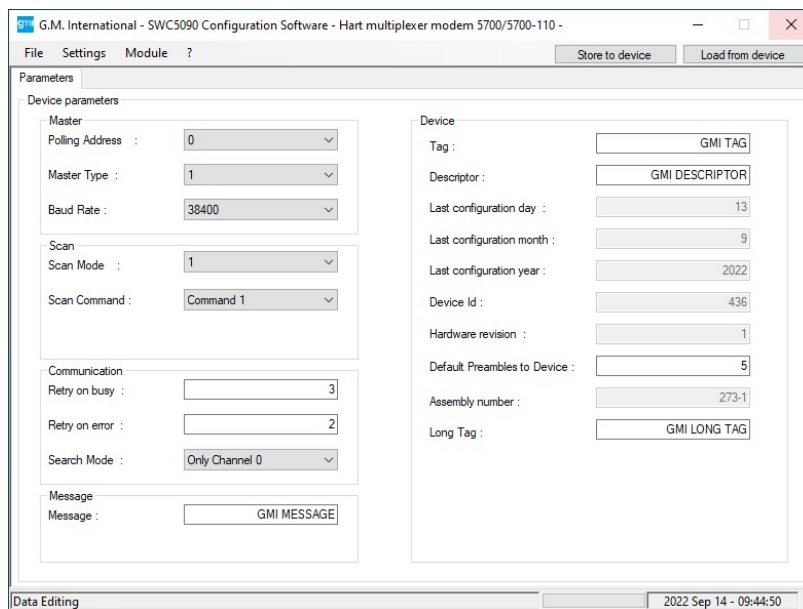 gmi G.M. International - SWC5090 Configuration Software - Hart multiplexer modem 5700/5700-110 -
File Settings Module ? Store to device Load from device
Parameters
Device parameters
Master
Polling Address : 0
Master Type : 1
Baud Rate : 38400
Scan
Scan Mode : 1
Scan Command : Command 1
Communication
Retry on busy : 3
Retry on error : 2
Search Mode : Only Channel 0
Message
Message : GMI MESSAGE
Device
Tag : GMI TAG
Descriptor : GMI DESCRIPTOR
Last configuration day : 13
Last configuration month : 9
Last configuration year : 2022
Device Id : 436
Hardware revision : 1
Default Preambles to Device : 5
Assembly number : 273-1
Long Tag : GMI LONG TAG
Data Editing 2022 Sep 14 - 09:44:50